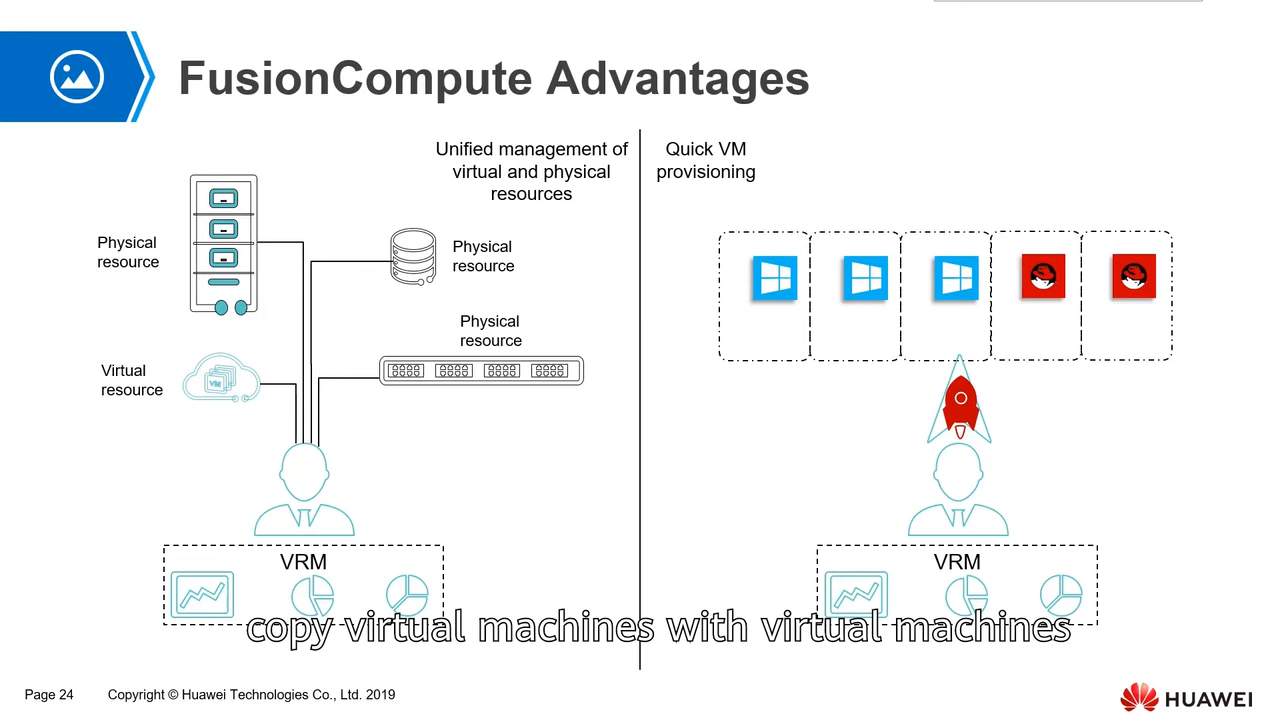 FusionCompute Advantages
Unified management of
virtual and physical
resources
Quick VM
provisioning
Physical
resource
Physical
resource
Physical
resource
Virtual
resource
VM
VRM
VRM
copy virtual machines with virtual machines
Page 24
Copyright © Huawei Technologies Co., Ltd. 2019
HUAWEI